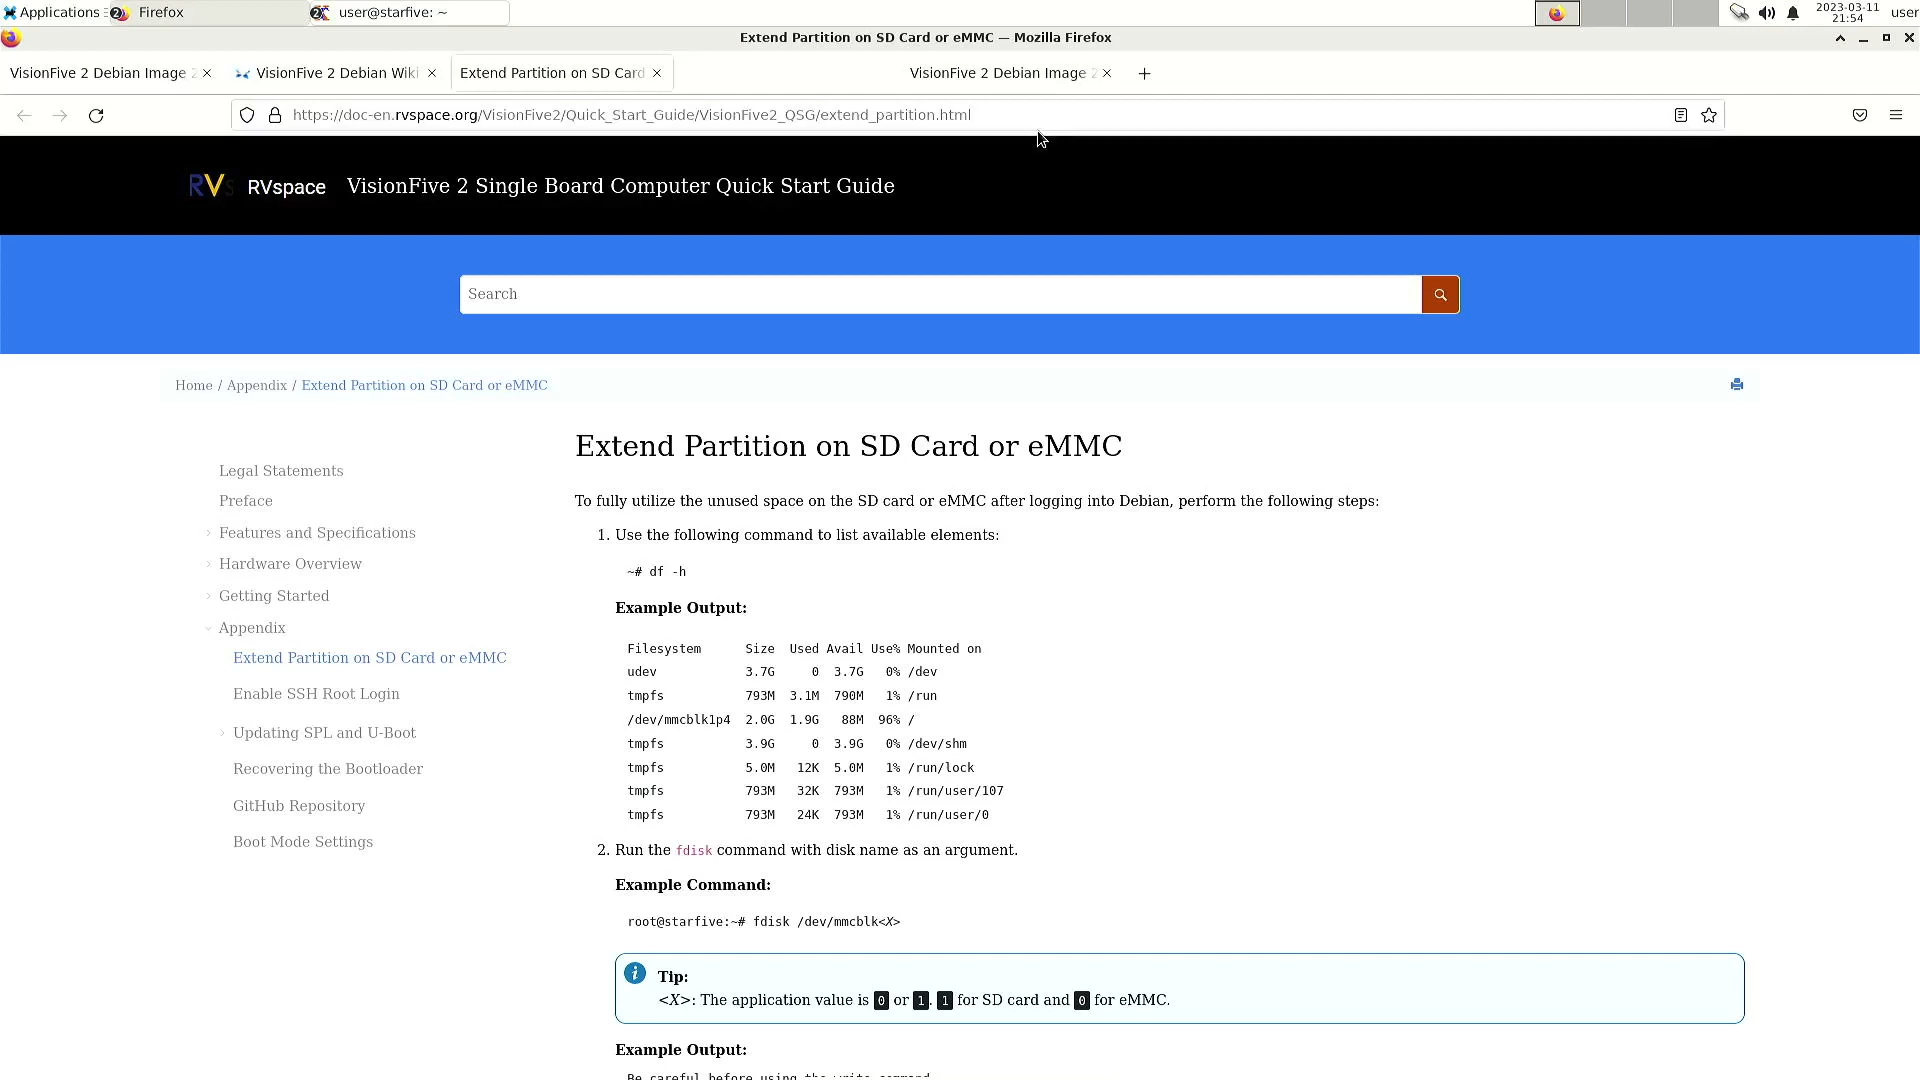 Applications
2 Firefox
2 user@starfive: ~
2023-03-11
21:54
user
Extend Partition on SD Card or eMMC — Mozilla Firefox
VisionFive 2 Debian Image 2
VisionFive 2 Debian Wiki
Extend Partition on SD Card
VisionFive 2 Debian Image 2
https://doc-en.rvspace.org/VisionFive2/Quick_Start_Guide/VisionFive2_QSG/extend_partition.html
RVs RVspace VisionFive 2 Single Board Computer Quick Start Guide
Search
Home / Appendix / Extend Partition on SD Card or eMMC
Legal Statements
Preface
Features and Specifications
Hardware Overview
Getting Started
Appendix
Extend Partition on SD Card or eMMC
Enable SSH Root Login
Updating SPL and U-Boot
Recovering the Bootloader
GitHub Repository
Boot Mode Settings
Extend Partition on SD Card or eMMC
To fully utilize the unused space on the SD card or eMMC after logging into Debian, perform the following steps:
1. Use the following command to list available elements:
~# df -h
Example Output:
Filesystem Size Used Avail Use% Mounted on
udev 3.7G 0 3.7G 0% /dev
tmpfs 793M 3.1M 790M 1% /run
/dev/mmcblk1p4 2.0G 1.9G 88M 96% /
tmpfs 3.9G 0 3.9G 0% /dev/shm
tmpfs 5.0M 12K 5.0M 1% /run/lock
tmpfs 793M 32K 793M 1% /run/user/107
tmpfs 793M 24K 793M 1% /run/user/0
2. Run the fdisk command with disk name as an argument.
Example Command:
root@starfive:~# fdisk /dev/mmcblk<X>
i Tip:
<X>: The application value is 0 or 1. 1 for SD card and 0 for eMMC.
Example Output:
Be careful before using the write command.